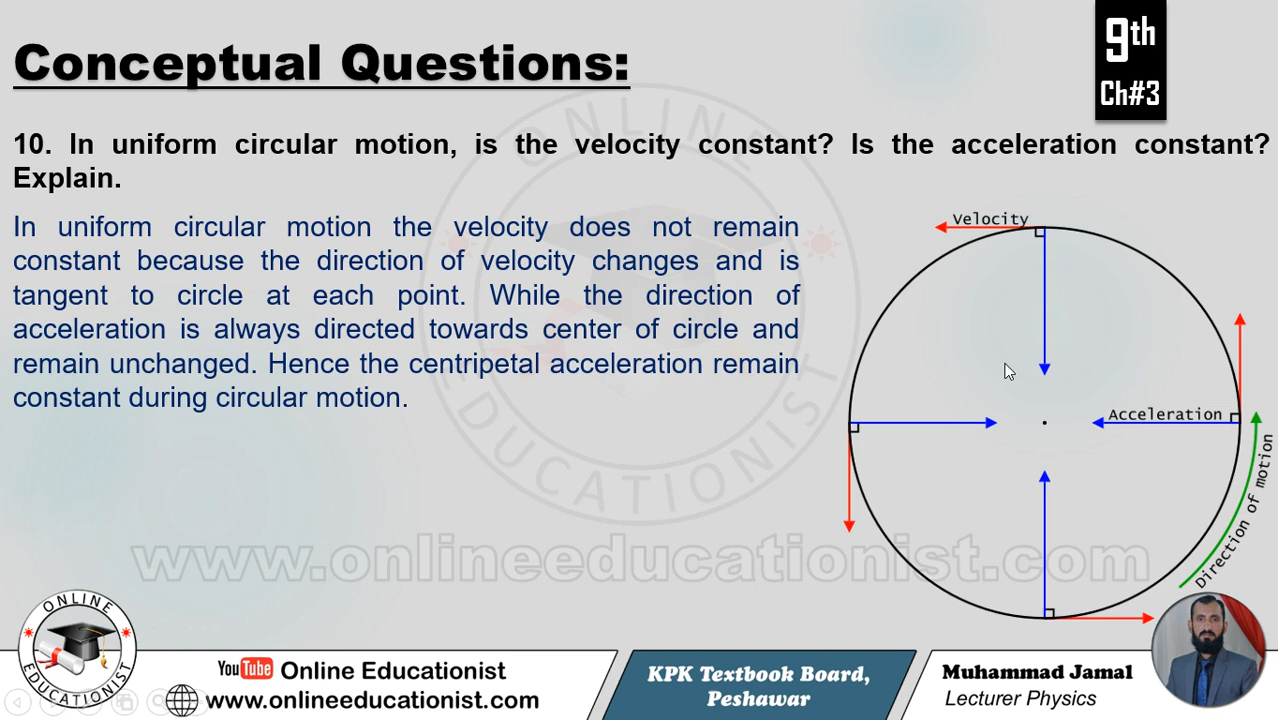 Conceptual Questions:
9th
Ch#3
10. In uniform circular motion, is the velocity constant? Is the acceleration constant?
Explain.
In uniform circular motion the velocity does not remain
constant because the direction of velocity changes and is
tangent to circle at each point. While the direction of
acceleration is always directed towards center of circle and
remain unchanged. Hence the centripetal acceleration remain
constant during circular motion.
Velocity
Acceleration
Direction of motion
ONLINE
EDUCATIONIST
www.onlineeducationist.com
ONLINE
EDUCATIONIST
YouTube Online Educationist
www.onlineeducationist.com
KPK Textbook Board,
Peshawar
Muhammad Jamal
Lecturer Physics